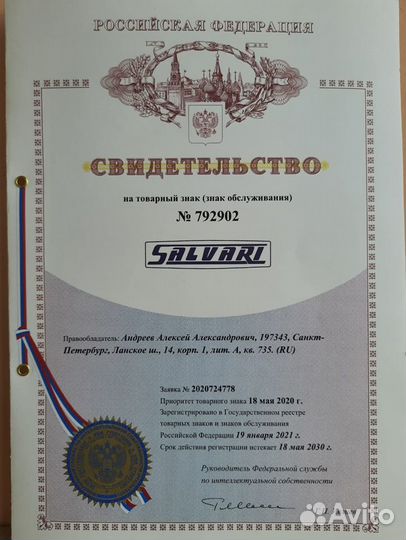 РОССИЙСКАЯ ФЕДЕРАЦИЯ
СВИДЕТЕЛЬСТВО
на товарный знак (знак обслуживания)
№ 792902
SALVARI
Правообладатель: Андреев Алексей Александрович, 197343, Санкт-
Петербург, Ланское ш., 14, корп. 1, лит. А, кв. 735. (RU)
Заявка № 2020724778
Приоритет товарного знака 18 мая 2020 г.
Зарегистрировано в Государственном реестре
товарных знаков и знаков обслуживания
Российской Федерации 19 января 2021 г.
Срок действия регистрации истекает 18 мая 2030 г.
Руководитель Федеральной службы
по интеллектуальной собственности
Avito